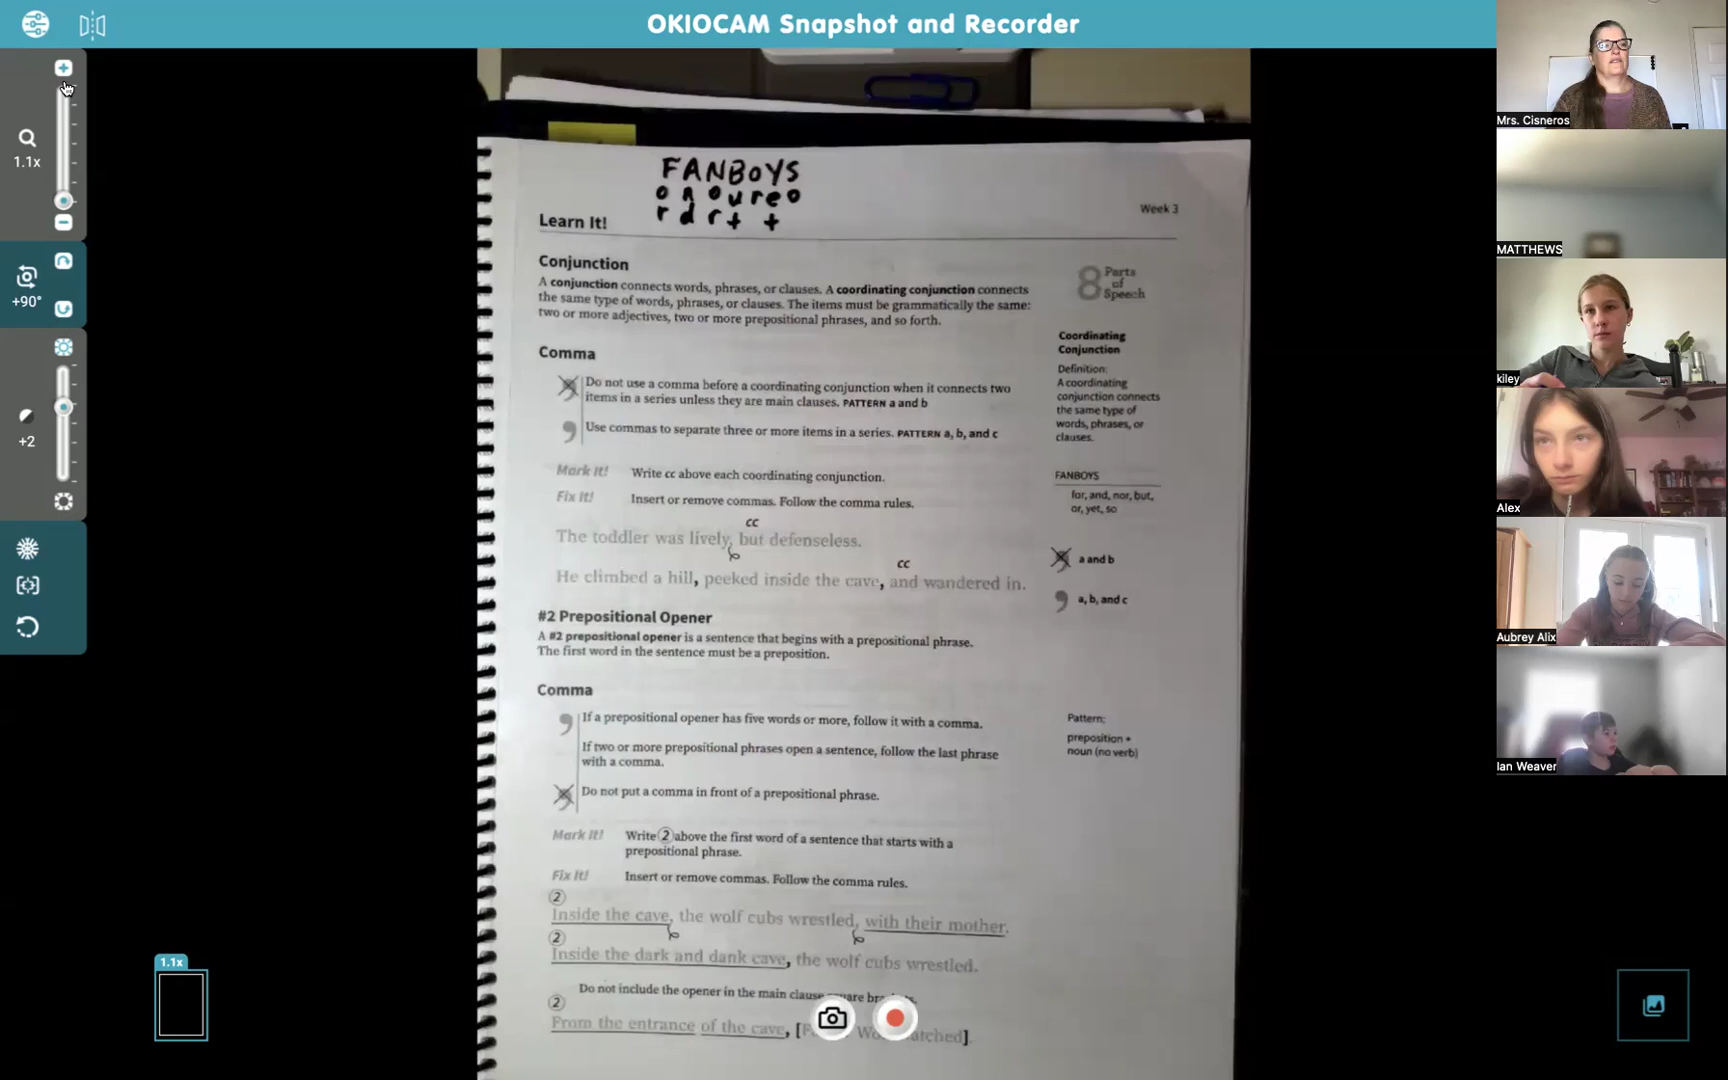 OKIOCAM Snapshot and Recorder
1.1x
+90°
+2
1.1x
FANBOYS
o n o u r e o
r d r t t
Learn It!
Week 3
Conjunction
A conjunction connects words, phrases, or clauses. A coordinating conjunction connects
the same type of words, phrases, or clauses. The items must be grammatically the same:
two or more adjectives, two or more prepositional phrases, and so forth.
8 Parts
of
Speech
Comma
Do not use a comma before a coordinating conjunction when it connects two
items in a series unless they are main clauses. PATTERN a and b
Use commas to separate three or more items in a series. PATTERN a, b, and c
Coordinating
Conjunction
Definition:
A coordinating
conjunction connects
the same type of
words, phrases, or
clauses.
Mark It! Write cc above each coordinating conjunction.
Fix It! Insert or remove commas. Follow the comma rules.
FANBOYS
for, and, nor, but,
or, yet, so
cc
The toddler was lively, but defenseless.
cc
He climbed a hill, peeked inside the cave, and wandered in.
a and b
a, b, and c
#2 Prepositional Opener
A #2 prepositional opener is a sentence that begins with a prepositional phrase.
The first word in the sentence must be a preposition.
Comma
If a prepositional opener has five words or more, follow it with a comma.
If two or more prepositional phrases open a sentence, follow the last phrase
with a comma.
Do not put a comma in front of a prepositional phrase.
Pattern:
preposition +
noun (no verb)
Mark It! Write ② above the first word of a sentence that starts with a
prepositional phrase.
Fix It! Insert or remove commas. Follow the comma rules.
②
Inside the cave, the wolf cubs wrestled, with their mother.
②
Inside the dark and dank cave, the wolf cubs wrestled.
Do not include the opener in the main clause
②
From the entrance of the cave, [
Mrs. Cisneros
MATTHEWS
kiley
Alex
Aubrey Alix
Ian Weaver